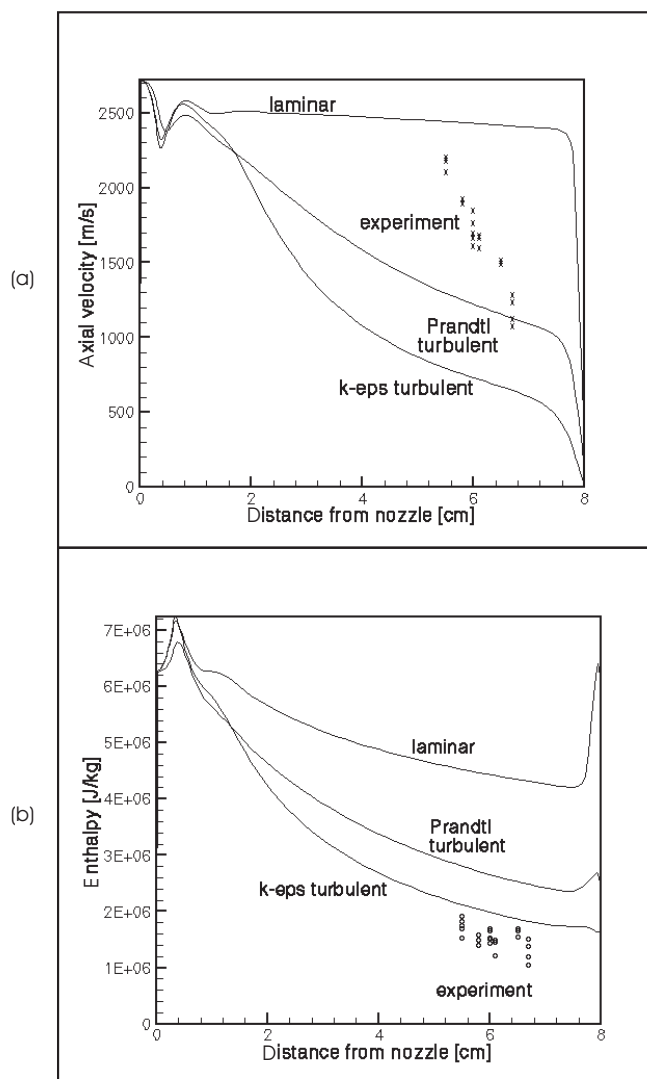 (a)
Axial velocity [m/s]
2500
2000
1500
1000
500
0
laminar
experiment
Prandtl
turbulent
k-eps turbulent
0
2
4
6
8
Distance from nozzle [cm]
(b)
Enthalpy [J/kg]
7E+06
6E+06
5E+06
4E+06
3E+06
2E+06
1E+06
0
laminar
Prandtl
turbulent
k-eps turbulent
experiment
0
2
4
6
8
Distance from nozzle [cm]